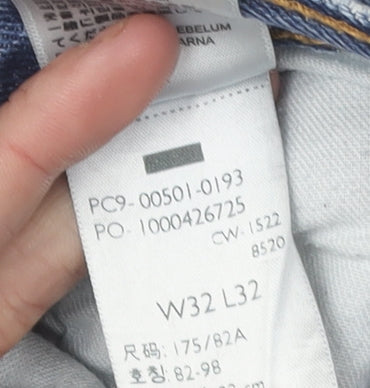 EBELUM
ARNA
PC9-00501-0193
PO-1000426725
CW-1522
8520
W32 L32
尺码: 175/82A
호칭: 82-98
cm